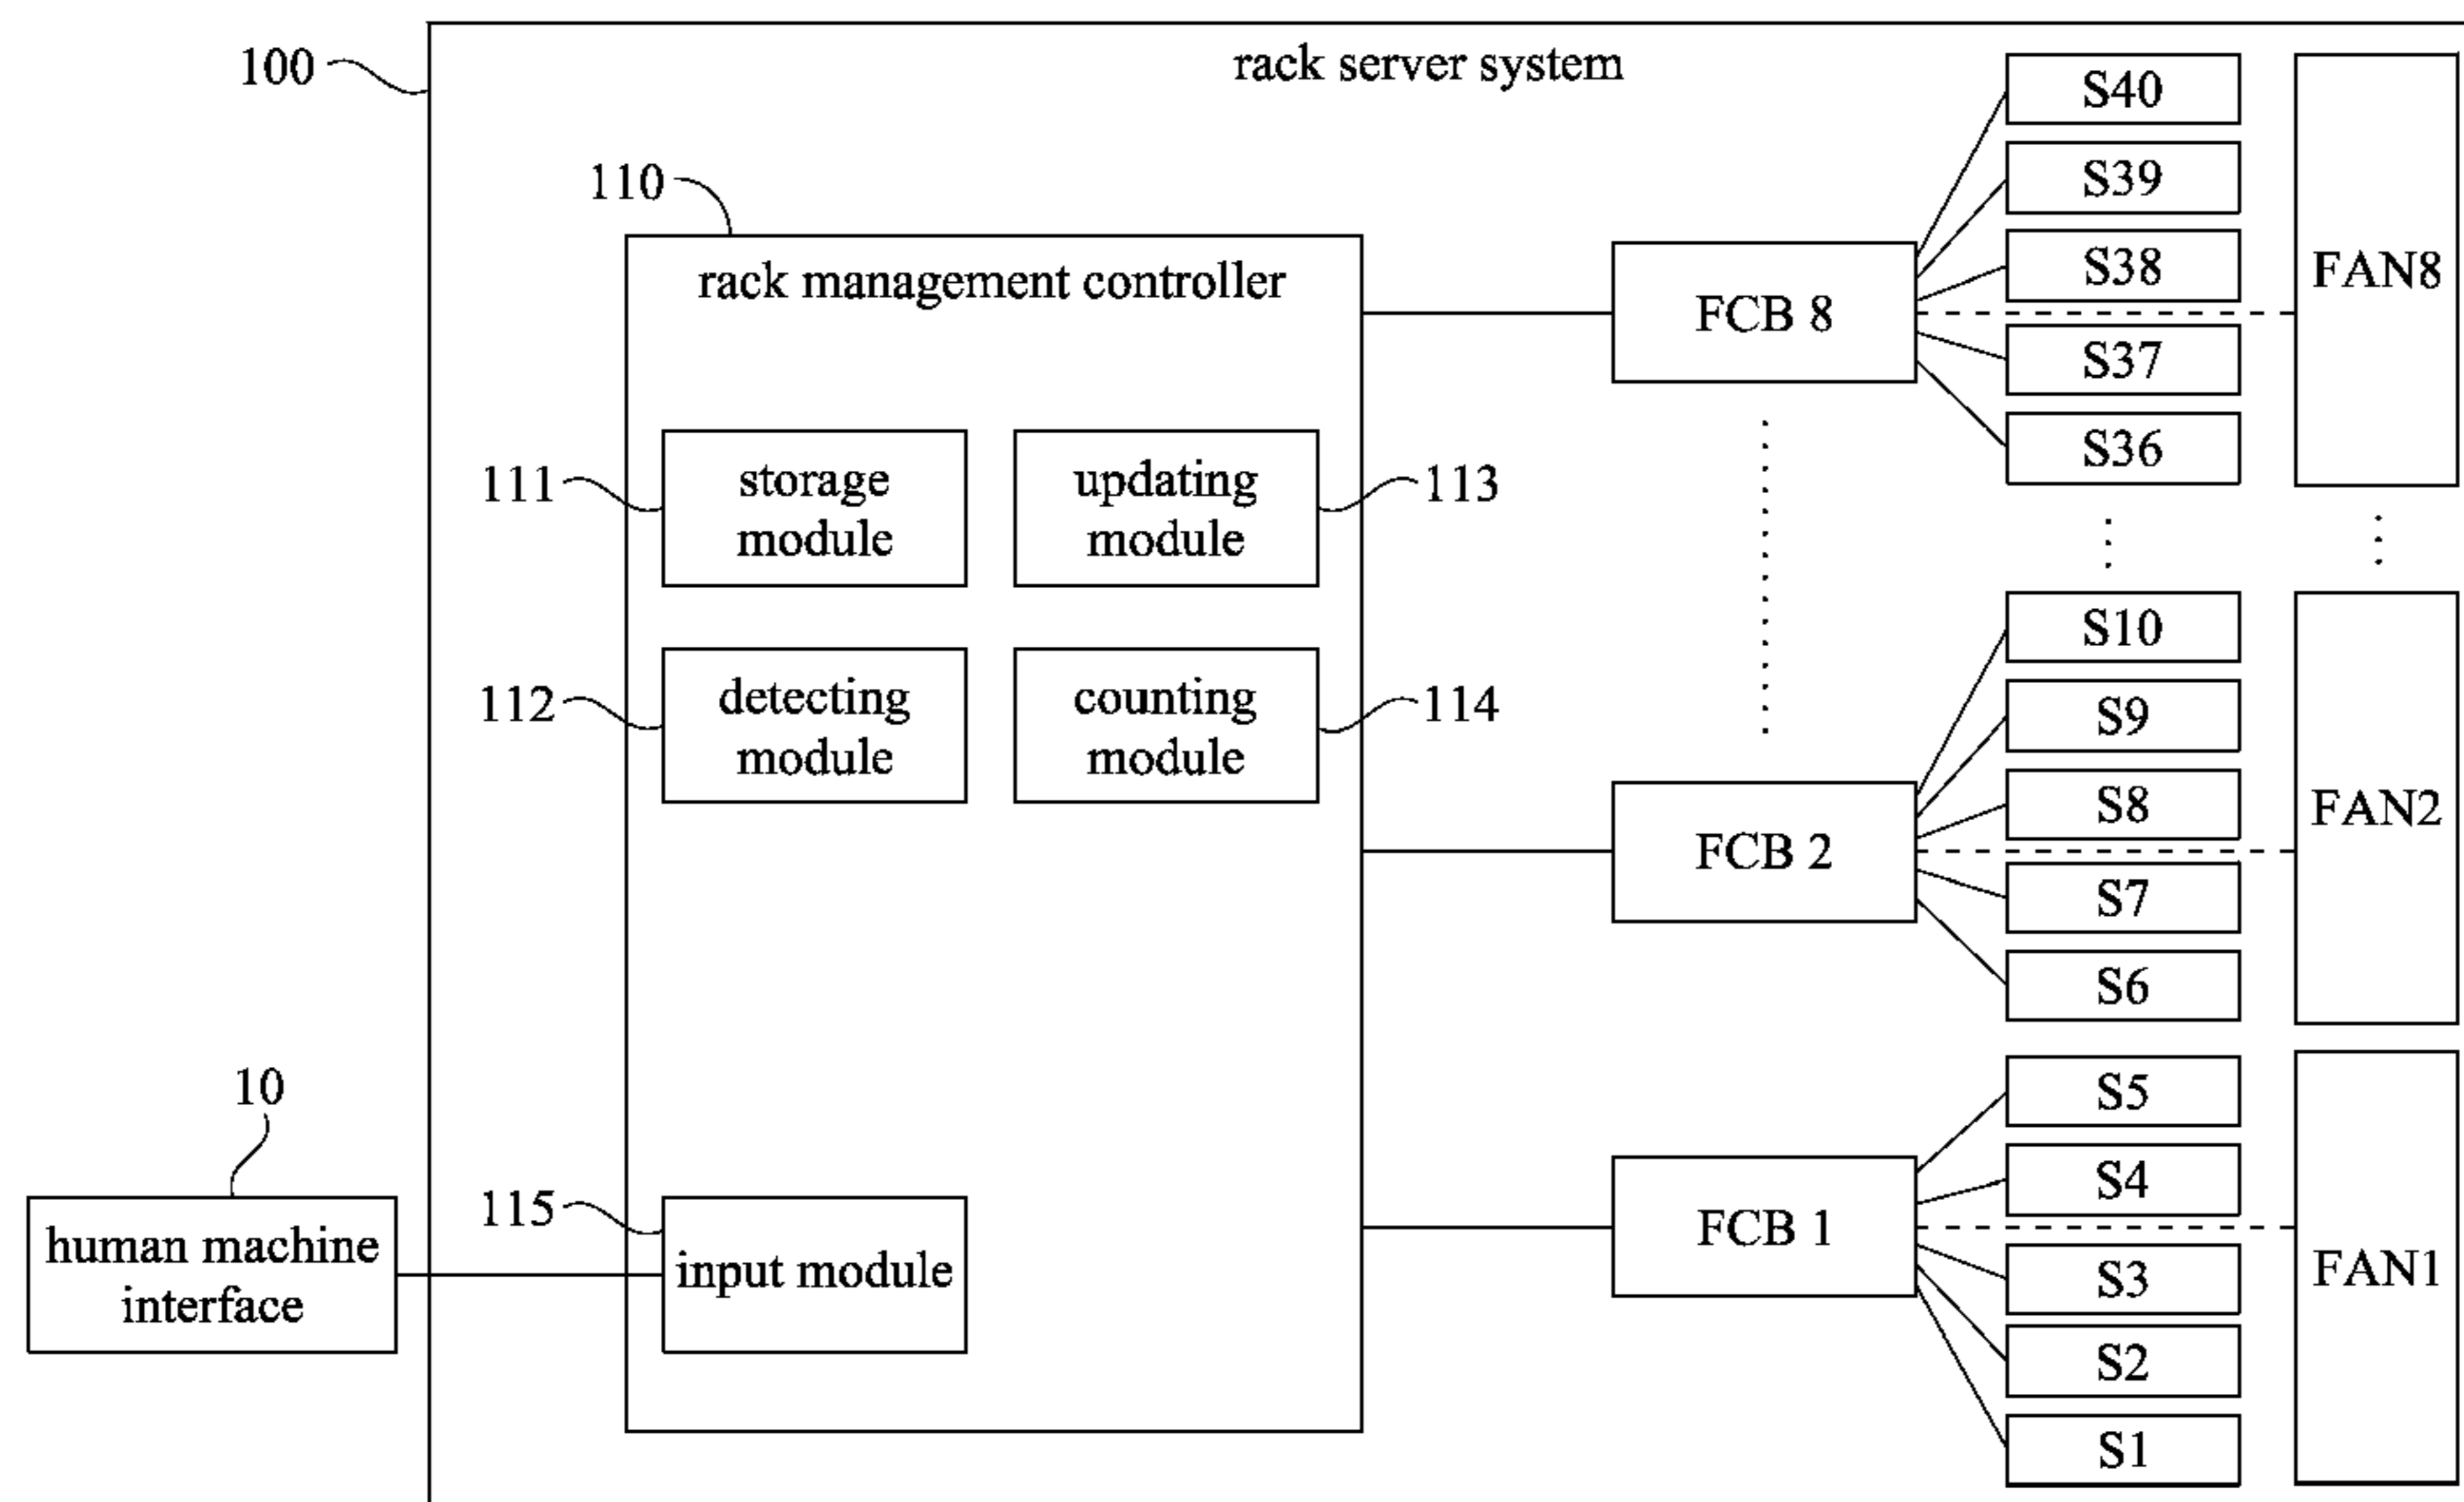 100
rack server system
110
rack management controller
111
storage
module
updating
module
113
112
detecting
module
counting
module
114
10
human machine
interface
115
input module
FCB 8
S40
S39
S38
S37
S36
FAN8
FCB 2
S10
S9
S8
S7
S6
FAN2
FCB 1
S5
S4
S3
S2
S1
FAN1